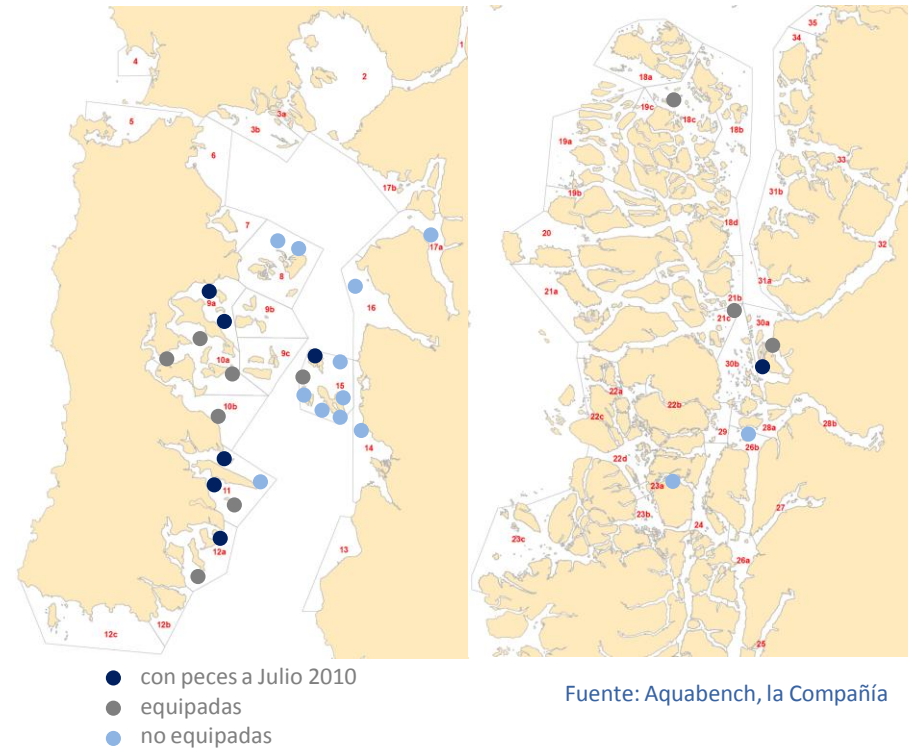 4
5
6
3b
3a
2
1
7
8
9a
9b
9c
10a
10b
11
12a
12b
12c
13
14
15
16
17a
17b
18a
19c
18c
18b
19a
19b
20
18d
21a
21b
21c
34
35
33
31b
32
31a
30a
30b
22a
22b
22c
22d
29
28a
28b
26b
23a
23b
23c
24
27
26a
25
con peces a Julio 2010
equipadas
no equipadas
Fuente: Aquabench, la Compañía